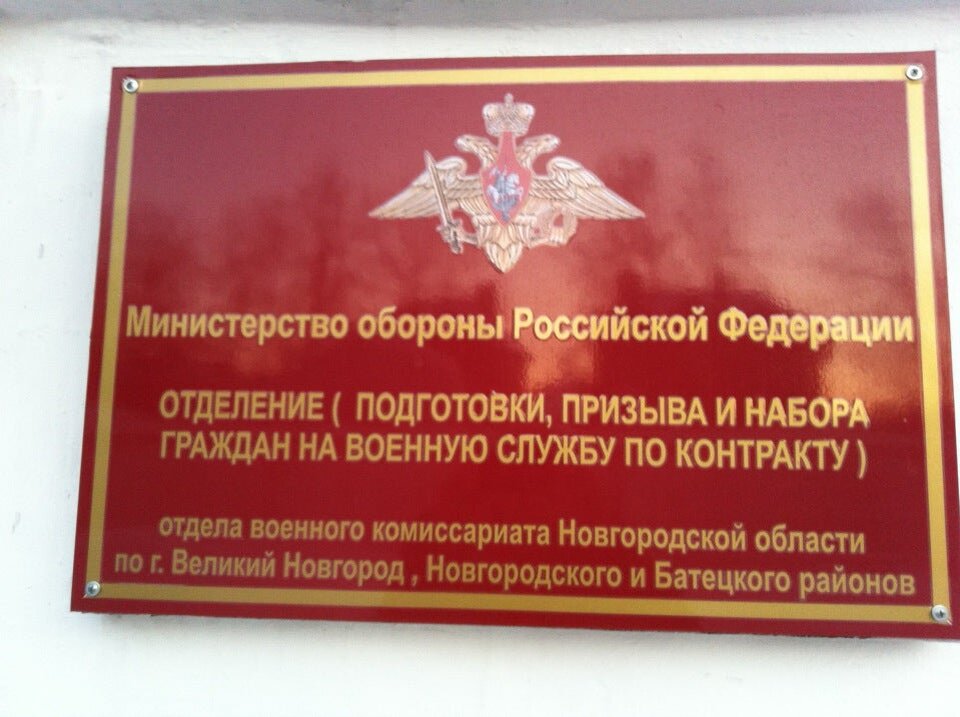 Министерство обороны Российской Федерации
ОТДЕЛЕНИЕ ( ПОДГОТОВКИ, ПРИЗЫВА И НАБОРА
ГРАЖДАН НА ВОЕННУЮ СЛУЖБУ ПО КОНТРАКТУ )
отдела военного комиссариата Новгородской области
по г. Великий Новгород , Новгородского и Батецкого районов